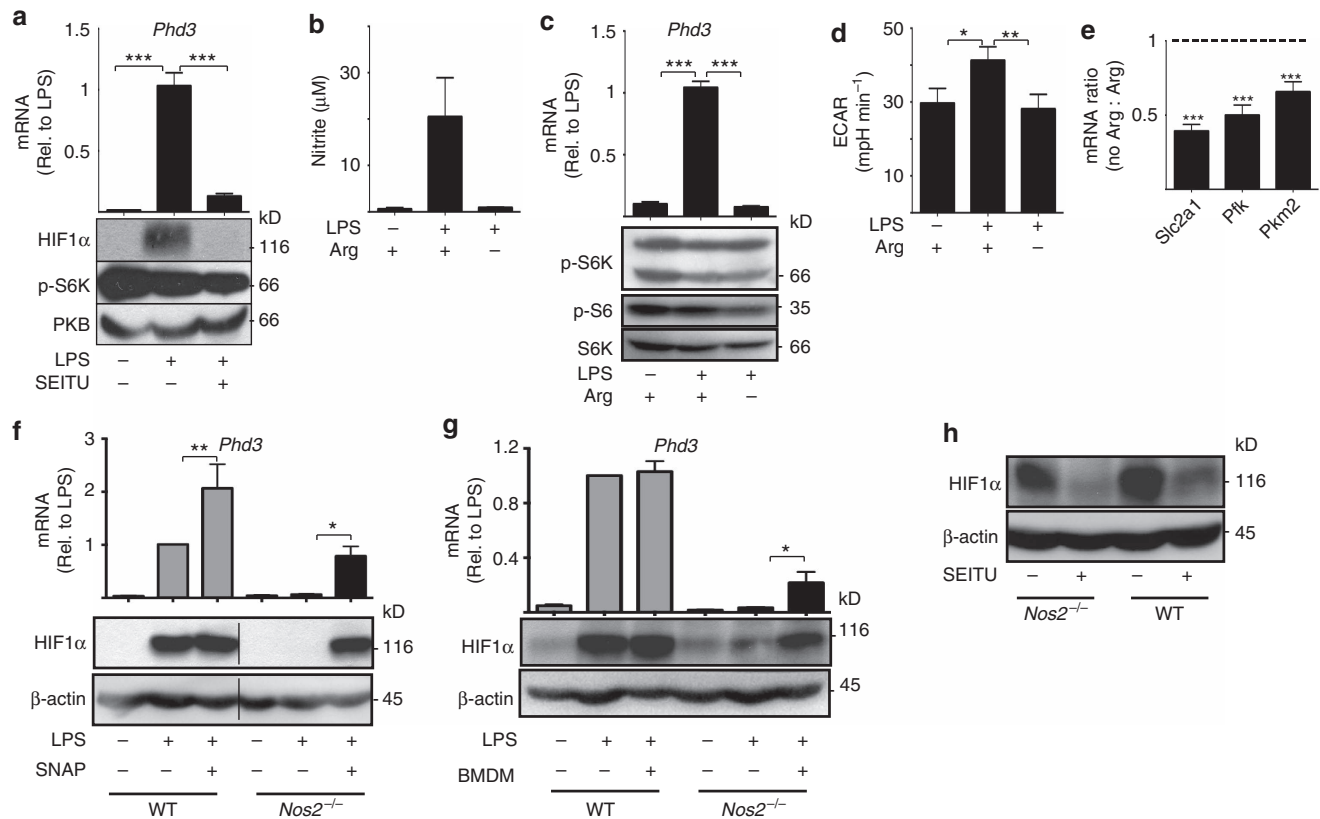 a
Phd3
*** ***
mRNA
(Rel. to LPS)
1.5
1
0.5
kD
HIF1α
116
p-S6K
66
PKB
66
LPS – + +
SEITU – – +
b
Nitrite (μM)
30
10
LPS – + +
Arg + + –
c
Phd3
*** ***
mRNA
(Rel. to LPS)
1.5
1
0.5
kD
p-S6K
66
p-S6
35
S6K
66
LPS – + +
Arg + + –
d
* **
ECAR
(mpH min–1)
50
30
10
LPS – + +
Arg + + –
e
mRNA ratio
(no Arg : Arg)
1
0.5
*** *** ***
Slc2a1 Pfk Pkm2
f
Phd3
** *
mRNA
(Rel. to LPS)
3
2
1
kD
HIF1α
116
β-actin
45
LPS – + + – + +
SNAP – – + – – +
WT Nos2–/–
g
Phd3
*
mRNA
(Rel. to LPS)
1.2
0.8
0.4
kD
HIF1α
116
β-actin
45
LPS – + + – + +
BMDM – – + – – +
WT Nos2–/–
h
kD
HIF1α
116
β-actin
45
SEITU – + – +
Nos2–/– WT